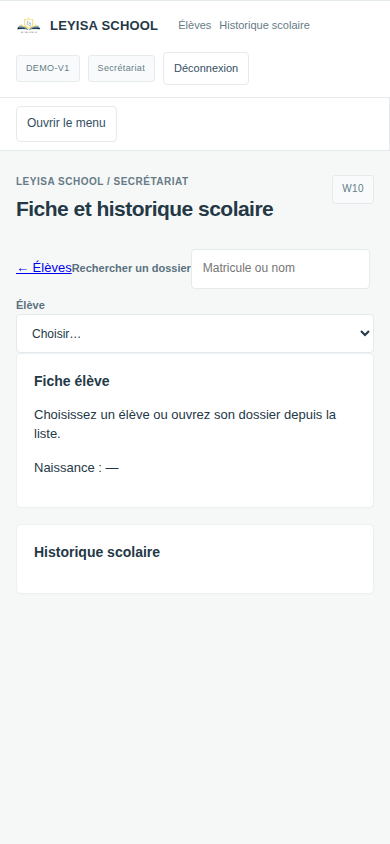 LEYISA SCHOOL Élèves Historique scolaire
DEMO-V1 Secrétariat Déconnexion
Ouvrir le menu
LEYISA SCHOOL / SECRÉTARIAT W10
Fiche et historique scolaire
← Élèves Rechercher un dossier Matricule ou nom
Élève
Choisir…
Fiche élève
Choisissez un élève ou ouvrez son dossier depuis la
liste.
Naissance : —
Historique scolaire